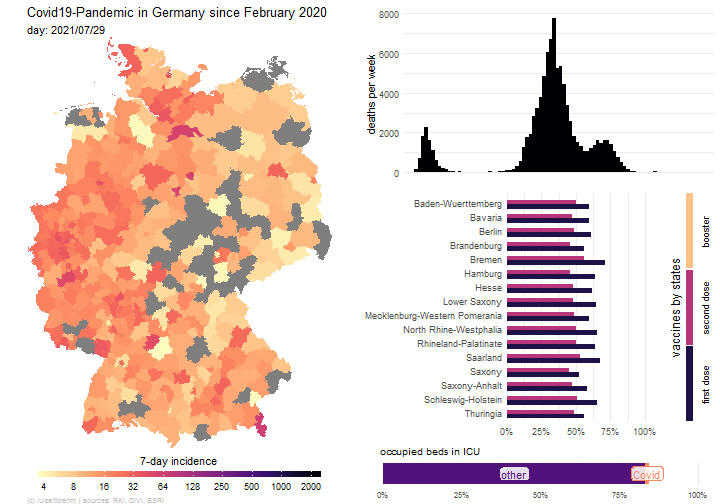 Covid19-Pandemic in Germany since February 2020
day: 2021/07/29
7-day incidence
4 8 16 32 64 125 250 500 1000 2000
(c) u/zeitbremt | sources: RKI, DIVI, ESRI
deaths per week
8000
6000
4000
2000
0
Baden-Wuerttemberg
Bavaria
Berlin
Brandenburg
Bremen
Hamburg
Hesse
Lower Saxony
Mecklenburg-Western Pomerania
North Rhine-Westphalia
Rhineland-Palatinate
Saarland
Saxony
Saxony-Anhalt
Schleswig-Holstein
Thuringia
0% 25% 50% 75% 100%
vaccines by states
booster
second dose
first dose
occupied beds in ICU
other
Covid
0% 25% 50% 75% 100%